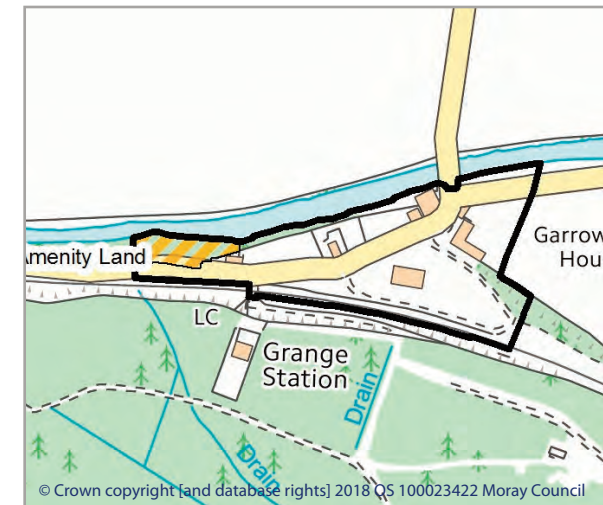 Amenity Land
Garrow
Hou
LC
Grange
Station
Drain
Drain
© Crown copyright [and database rights] 2018 OS 100023422 Moray Council